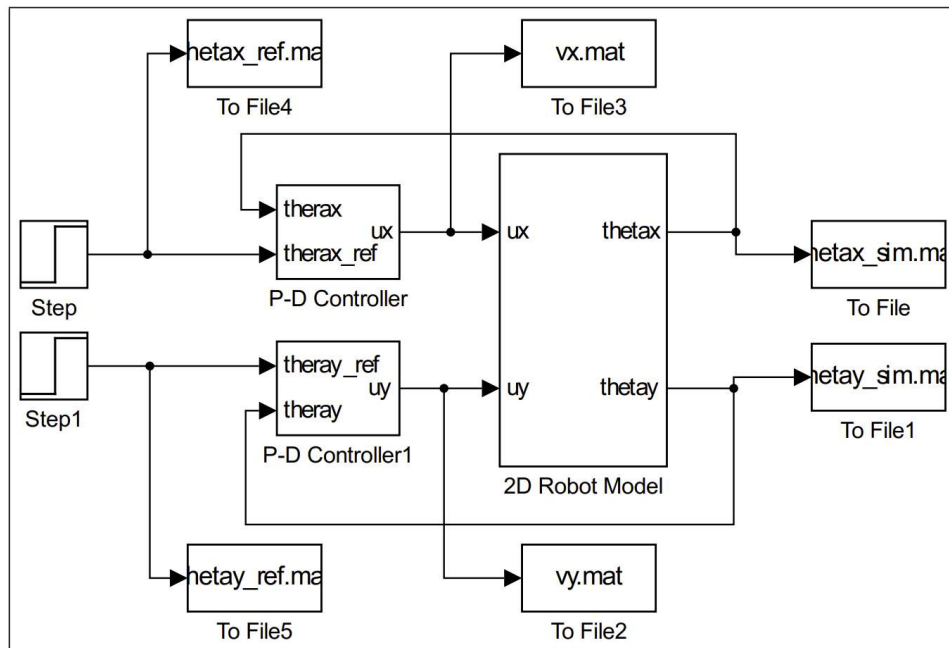 hetax_ref.ma
To File4
vx.mat
To File3
therax
ux
therax_ref
P-D Controller
Step
ux
thetax
hetax_sim.ma
To File
theray_ref
uy
theray
P-D Controller1
Step1
uy
thetay
2D Robot Model
hetay_sim.ma
To File1
hetay_ref.ma
To File5
vy.mat
To File2